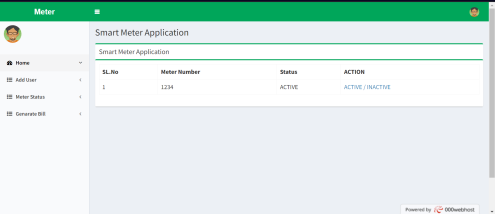 Meter
Smart Meter Application
Smart Meter Application
Home
Add User
Meter Status
Genarate Bill
SL.No Meter Number Status ACTION
1 1234 ACTIVE ACTIVE / INACTIVE
Powered by 000webhost